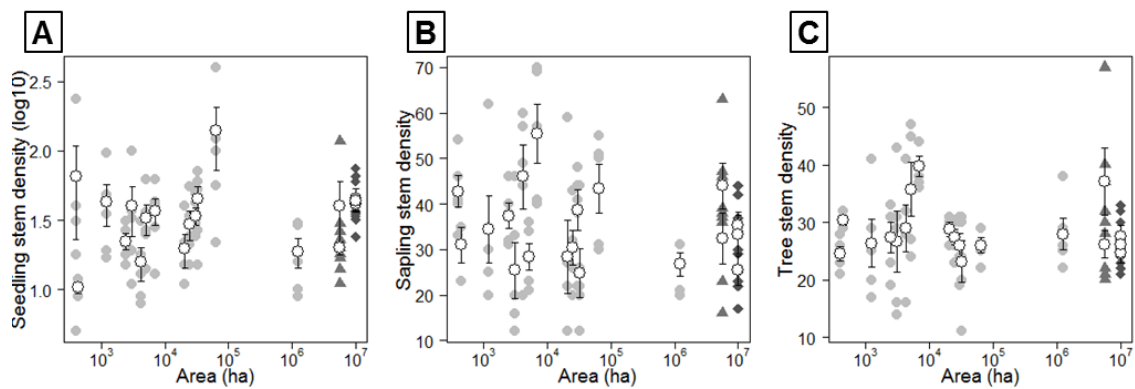 A
Seedling stem density (log10)
2.5
2.0
1.5
1.0
10³ 10⁴ 10⁵ 10⁶ 10⁷
Area (ha)
B
Sapling stem density
70
60
50
40
30
20
10
10³ 10⁴ 10⁵ 10⁶ 10⁷
Area (ha)
C
Tree stem density
50
40
30
20
10
10³ 10⁴ 10⁵ 10⁶ 10⁷
Area (ha)